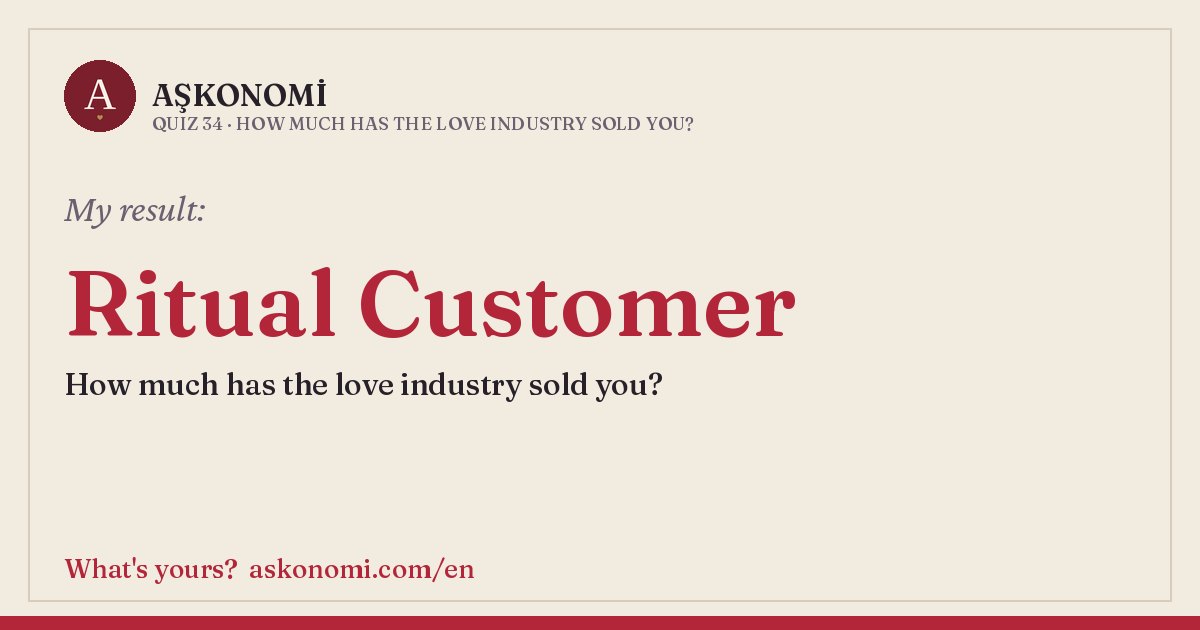 A
AŞKONOMİ
QUIZ 34 · HOW MUCH HAS THE LOVE INDUSTRY SOLD YOU?
My result:
Ritual Customer
How much has the love industry sold you?
What's yours? askonomi.com/en